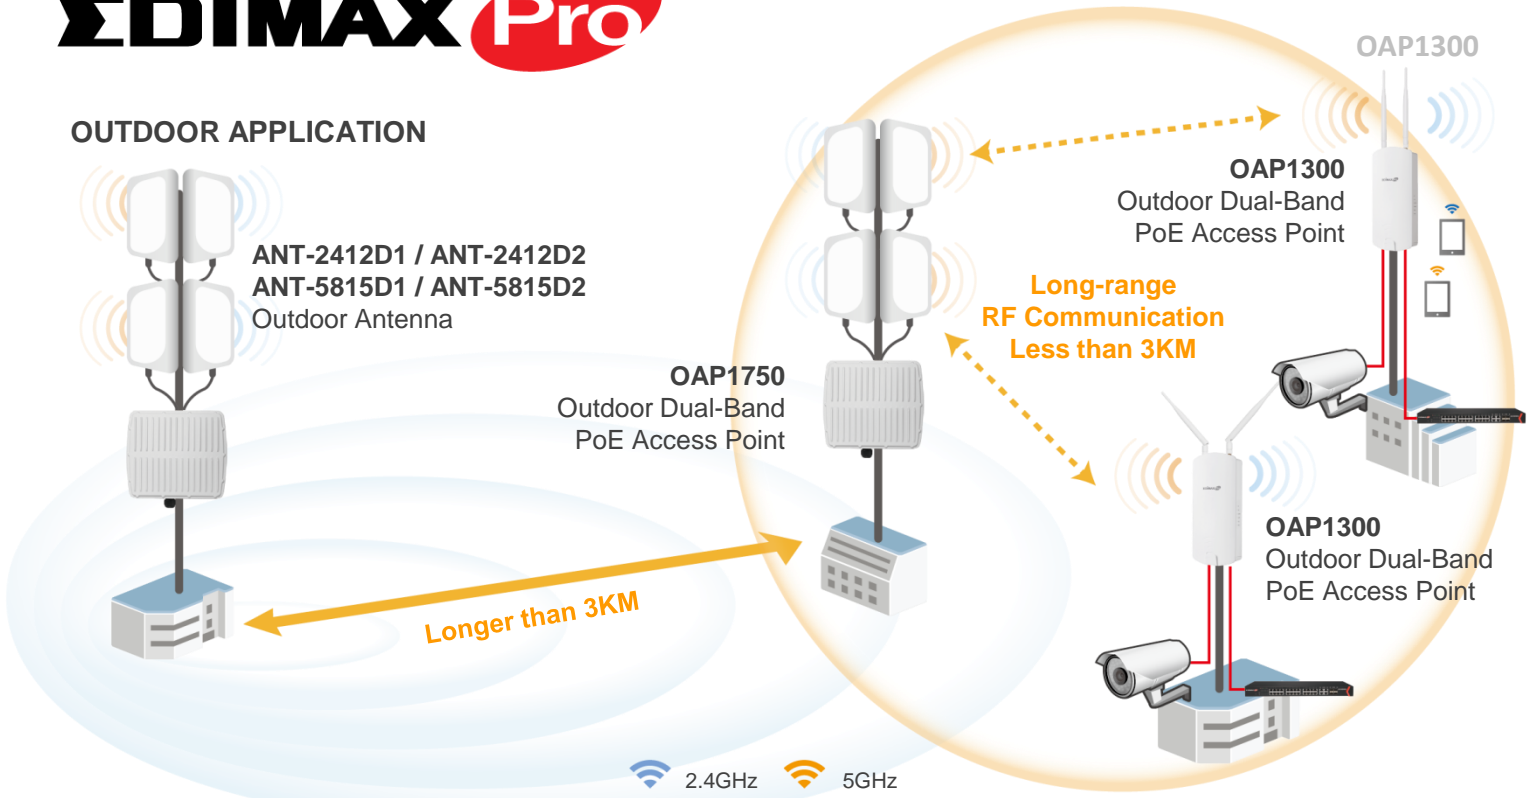 EDIMAX Pro
OAP1300
OUTDOOR APPLICATION
OAP1300
Outdoor Dual-Band
PoE Access Point
ANT-2412D1 / ANT-2412D2
ANT-5815D1 / ANT-5815D2
Outdoor Antenna
Long-range
RF Communication
Less than 3KM
OAP1750
Outdoor Dual-Band
PoE Access Point
OAP1300
Outdoor Dual-Band
PoE Access Point
Longer than 3KM
2.4GHz
5GHz